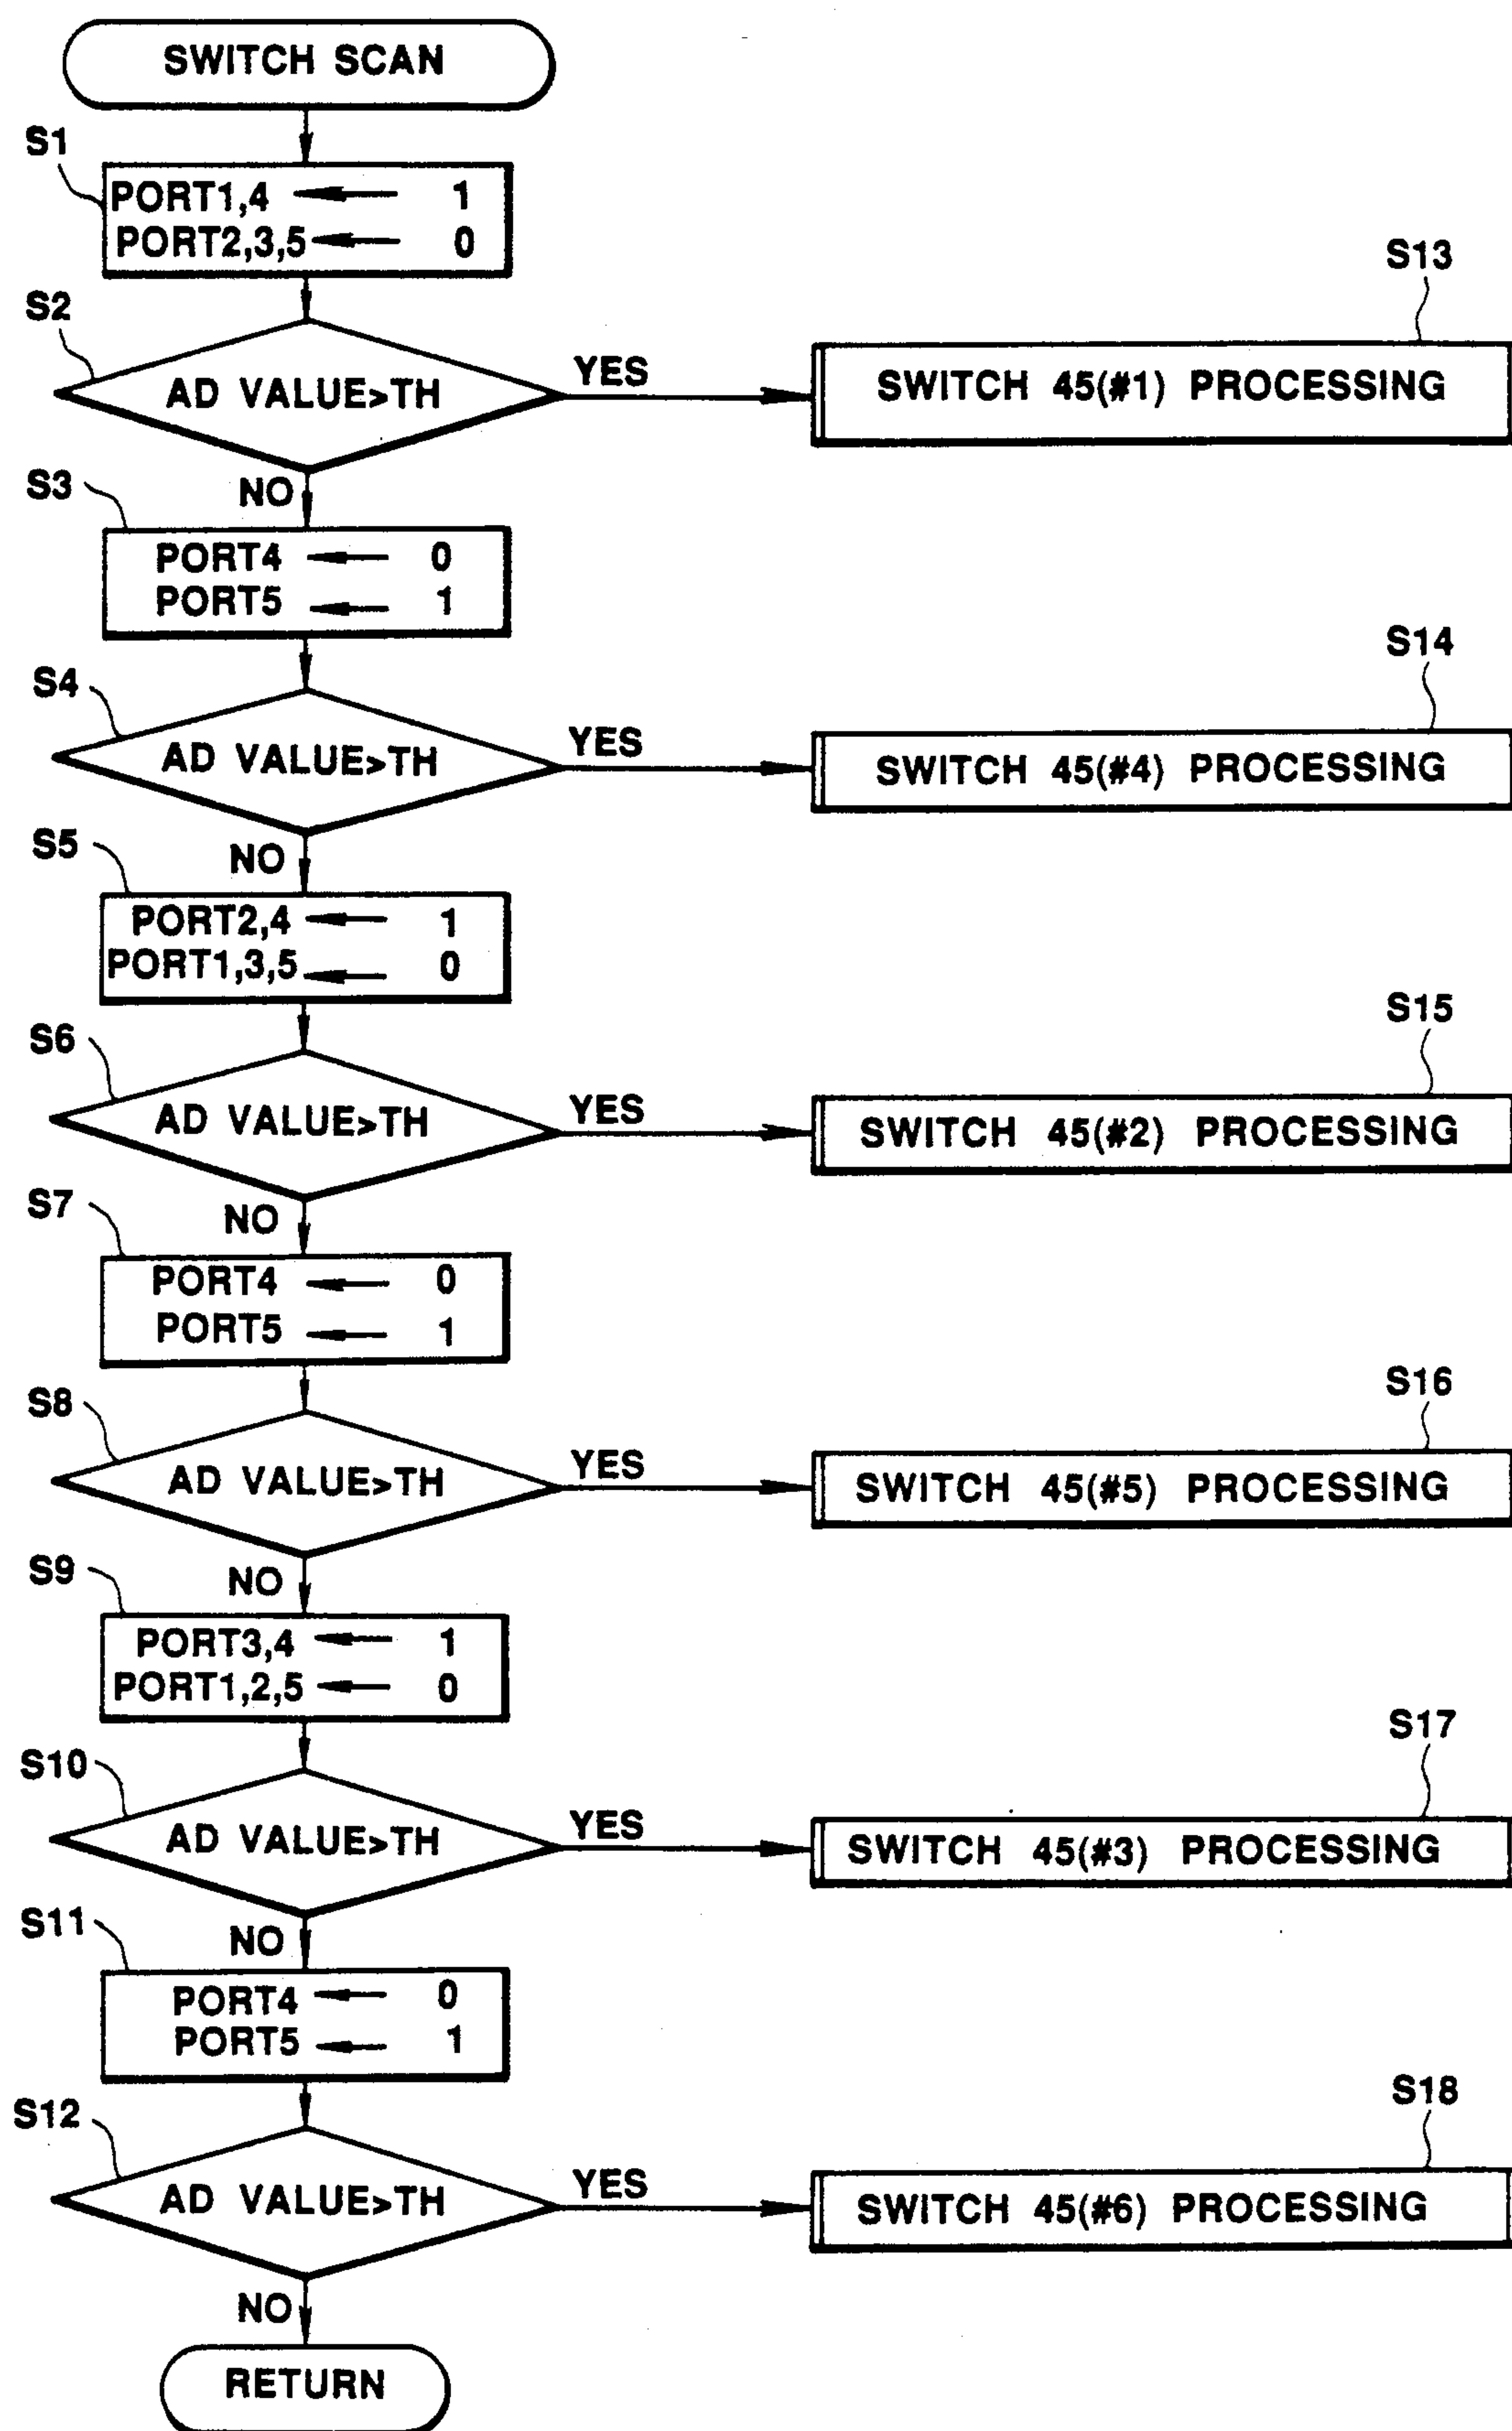 SWITCH SCAN
S1
PORT1,4 ← 1
PORT2,3,5 ← 0
S13
S2
AD VALUE>TH
YES
SWITCH 45(#1) PROCESSING
NO
S3
PORT4 ← 0
PORT5 ← 1
S14
S4
AD VALUE>TH
YES
SWITCH 45(#4) PROCESSING
NO
S5
PORT2,4 ← 1
PORT1,3,5 ← 0
S15
S6
AD VALUE>TH
YES
SWITCH 45(#2) PROCESSING
NO
S7
PORT4 ← 0
PORT5 ← 1
S16
S8
AD VALUE>TH
YES
SWITCH 45(#5) PROCESSING
NO
S9
PORT3,4 ← 1
PORT1,2,5 ← 0
S17
S10
AD VALUE>TH
YES
SWITCH 45(#3) PROCESSING
NO
S11
PORT4 ← 0
PORT5 ← 1
S18
S12
AD VALUE>TH
YES
SWITCH 45(#6) PROCESSING
NO
RETURN